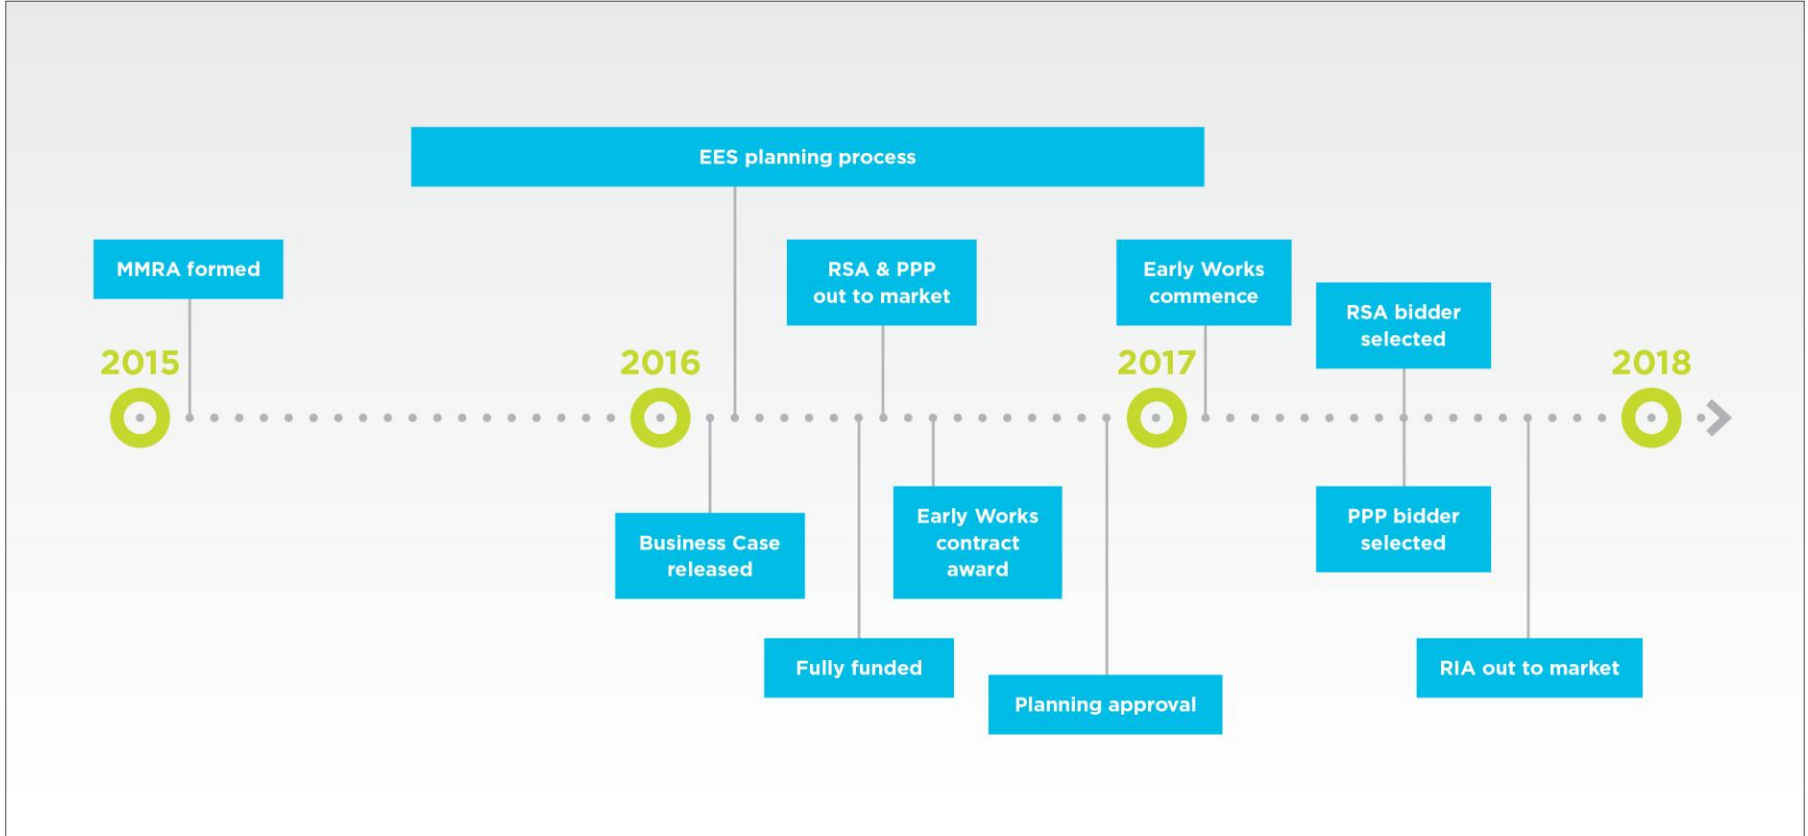 EES planning process
MMRA formed
RSA & PPP
out to market
Early Works
commence
RSA bidder
selected
2015
2016
2017
2018
Business Case
released
Early Works
contract
award
PPP bidder
selected
Fully funded
Planning approval
RIA out to market